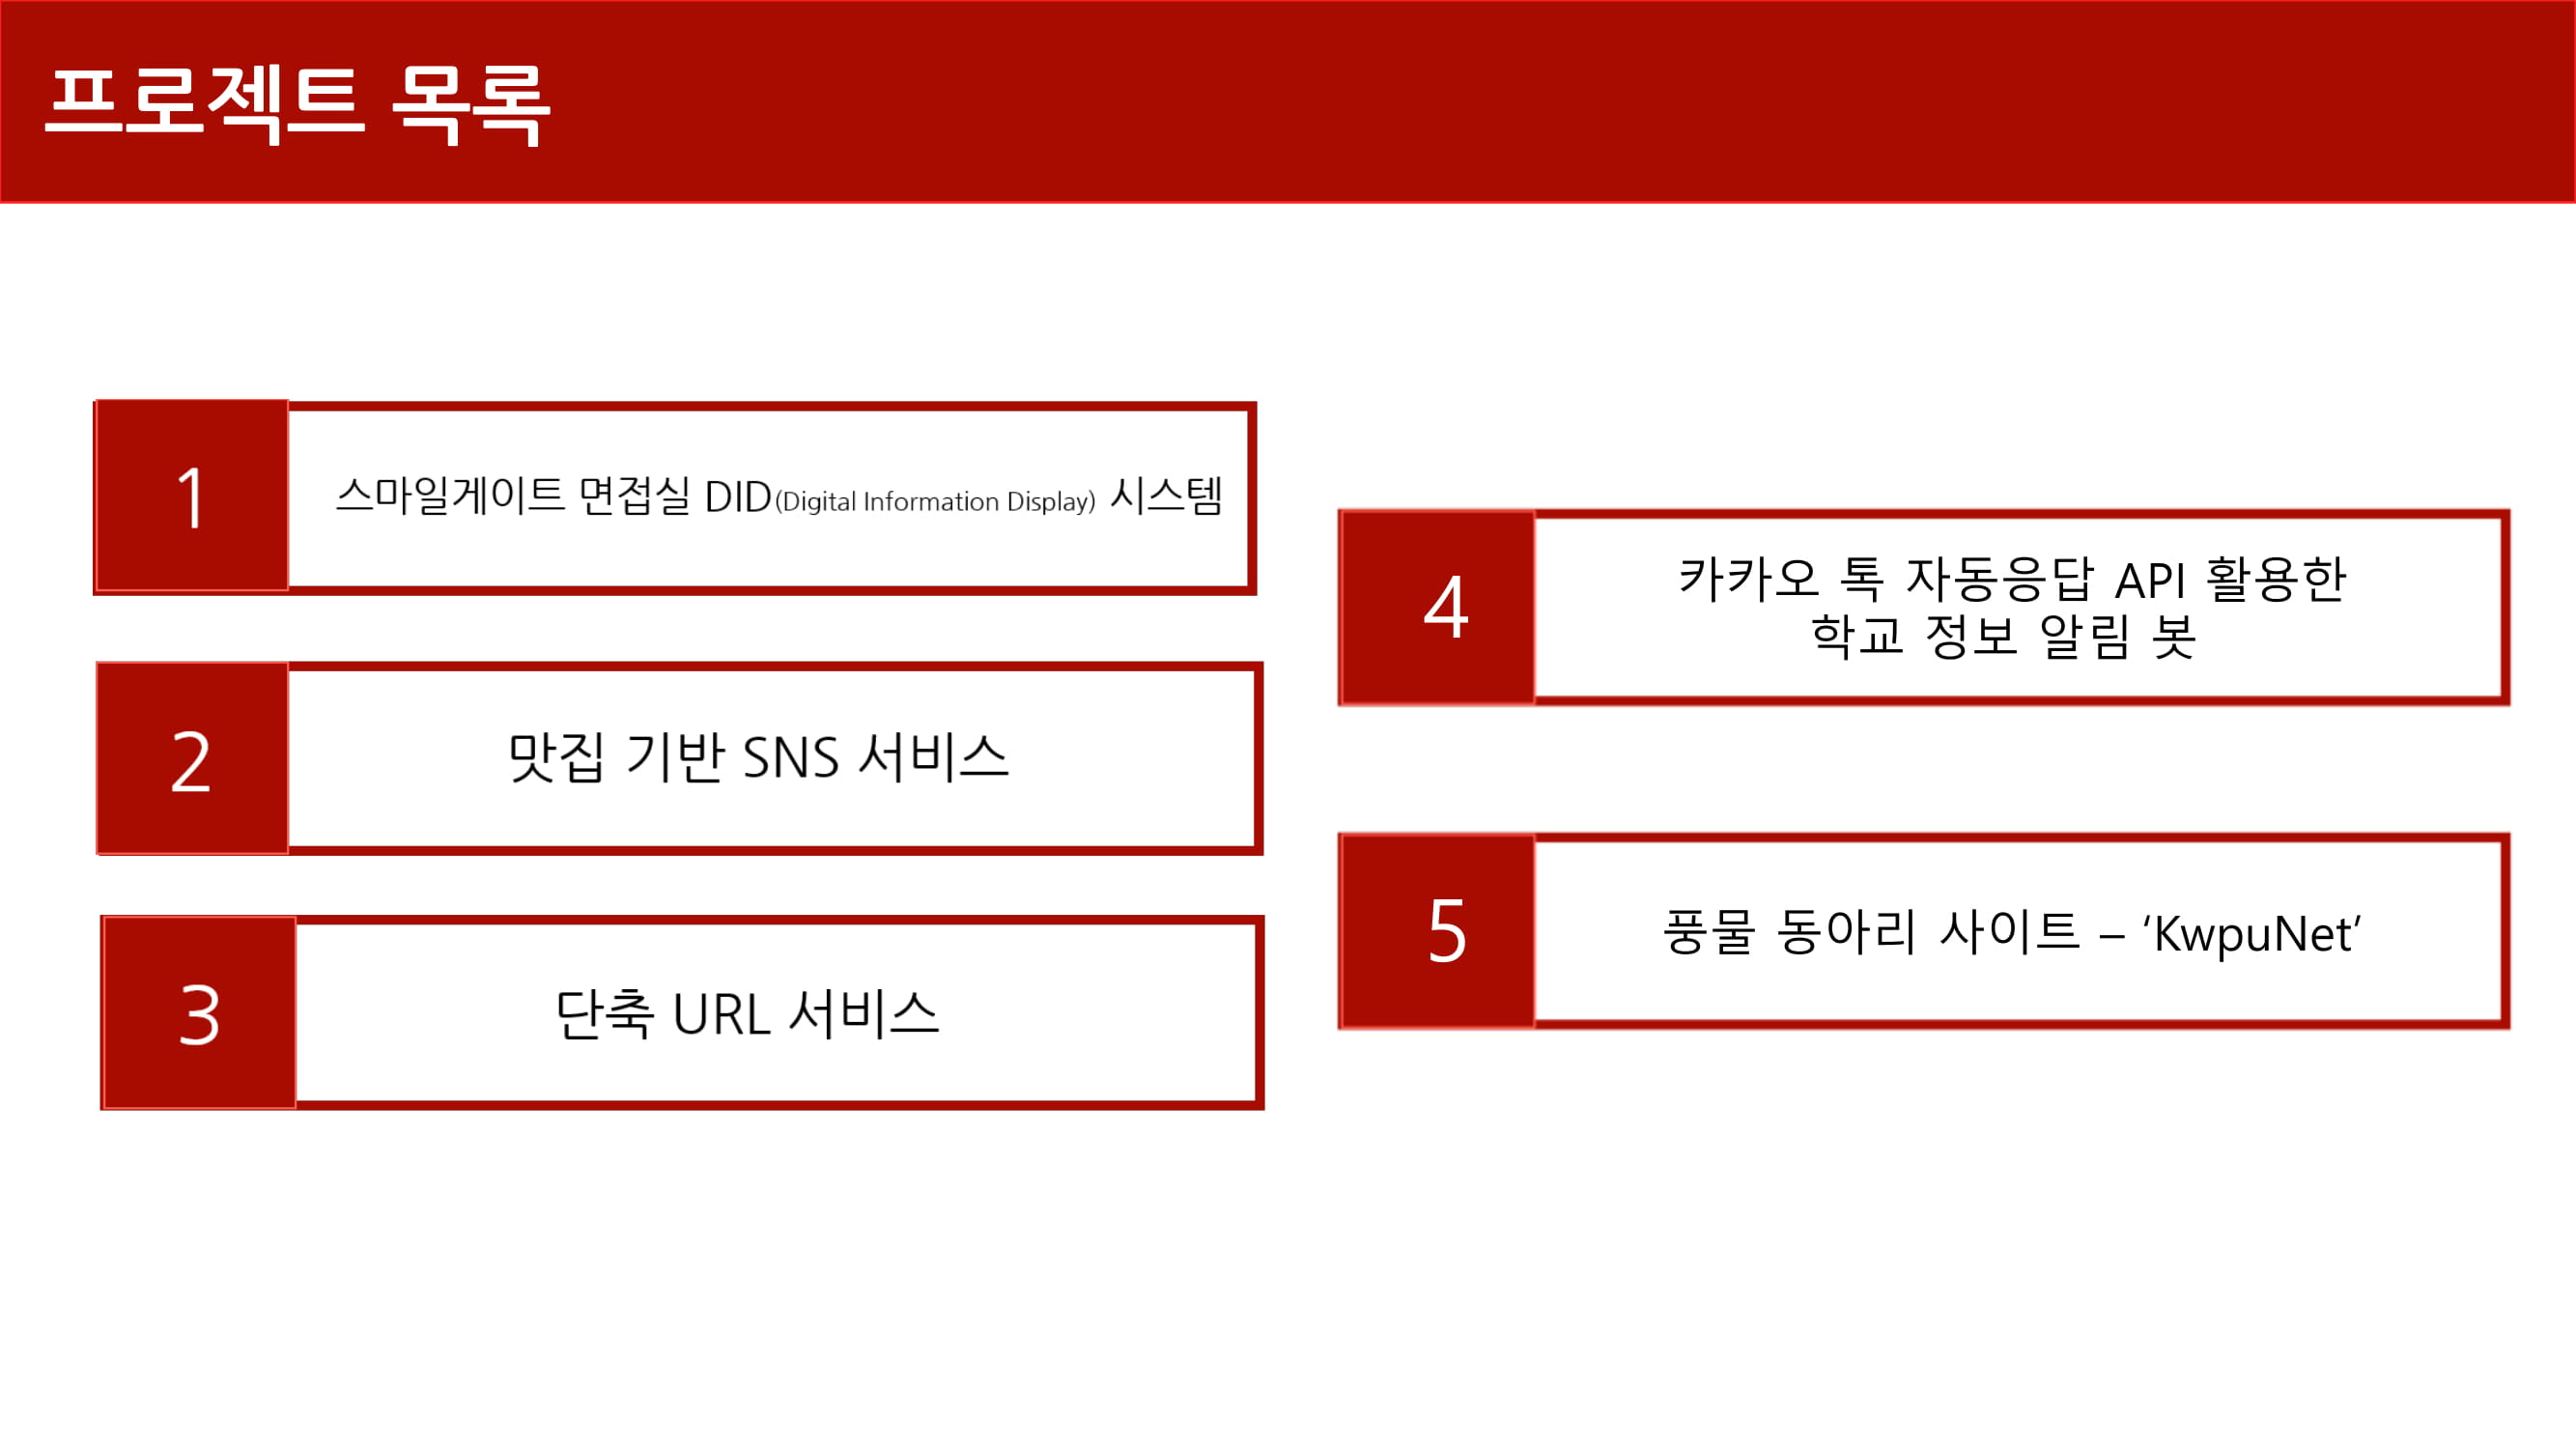 프로젝트 목록
1
스마일게이트 면접실 DID(Digital Information Display) 시스템
2
맛집 기반 SNS 서비스
3
단축 URL 서비스
4
카카오 톡 자동응답 API 활용한
학교 정보 알림 봇
5
풍물 동아리 사이트 – ‘KwpuNet’